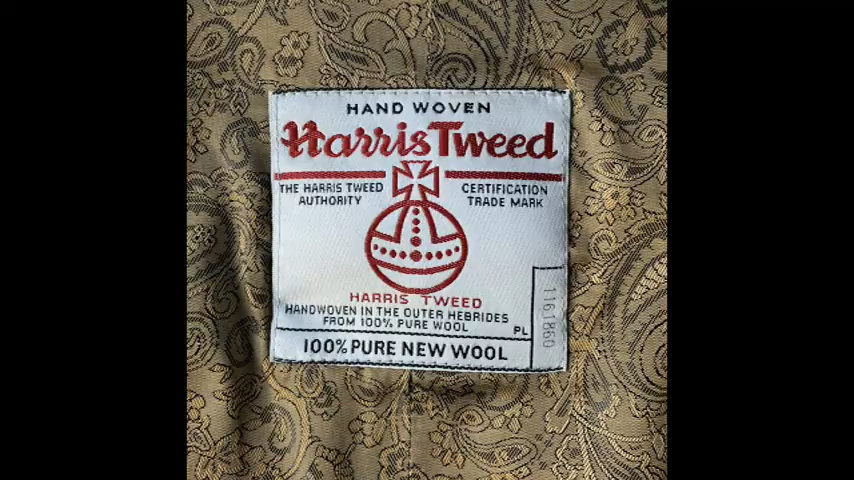 HAND WOVEN
Harris Tweed
THE HARRIS TWEED AUTHORITY
CERTIFICATION TRADE MARK
HARRIS TWEED
HANDWOVEN IN THE OUTER HEBRIDES
FROM 100% PURE WOOL
PL
100% PURE NEW WOOL
1161860